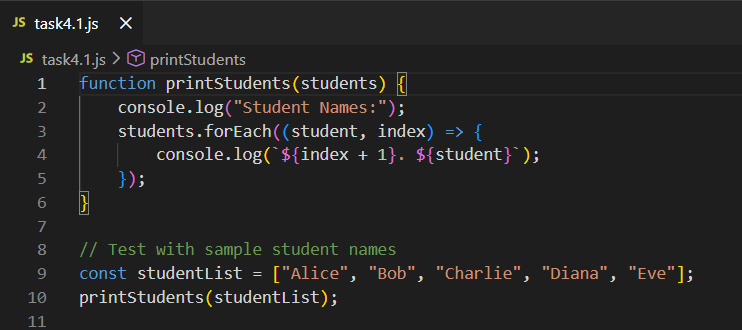 JS task4.1.js ×
JS task4.1.js > printStudents
1 function printStudents(students) {
2     console.log("Student Names:");
3     students.forEach((student, index) => {
4         console.log(`${index + 1}. ${student}`);
5     });
6 }
7
8 // Test with sample student names
9 const studentList = ["Alice", "Bob", "Charlie", "Diana", "Eve"];
10 printStudents(studentList);
11